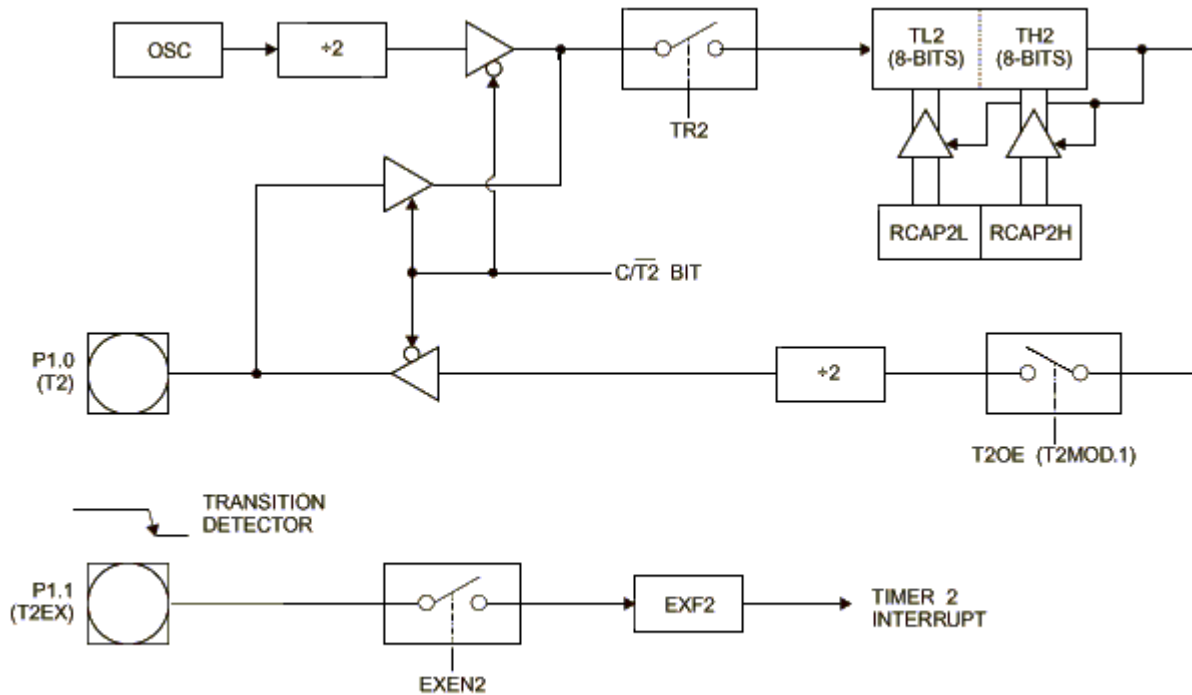 OSC
÷2
TR2
TL2
(8-BITS)
TH2
(8-BITS)
RCAP2L
RCAP2H
C/T2 BIT
P1.0
(T2)
÷2
T2OE (T2MOD.1)
TRANSITION
DETECTOR
P1.1
(T2EX)
EXEN2
EXF2
TIMER 2
INTERRUPT